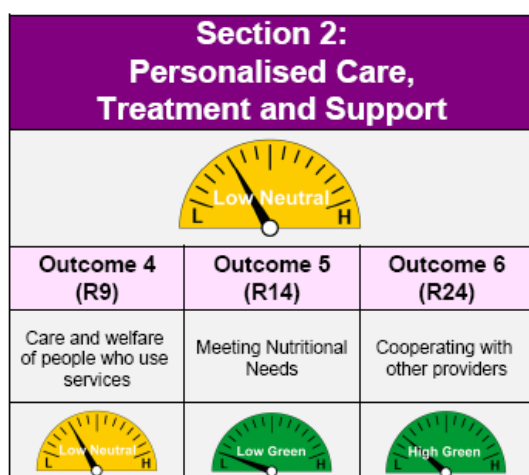 Section 2:
Personalised Care,
Treatment and Support
Low Neutral
L H
Outcome 4
(R9)
Outcome 5
(R14)
Outcome 6
(R24)
Care and welfare
of people who use
services
Meeting Nutritional
Needs
Cooperating with
other providers
Low Neutral
L H
Low Green
L H
High Green
L H